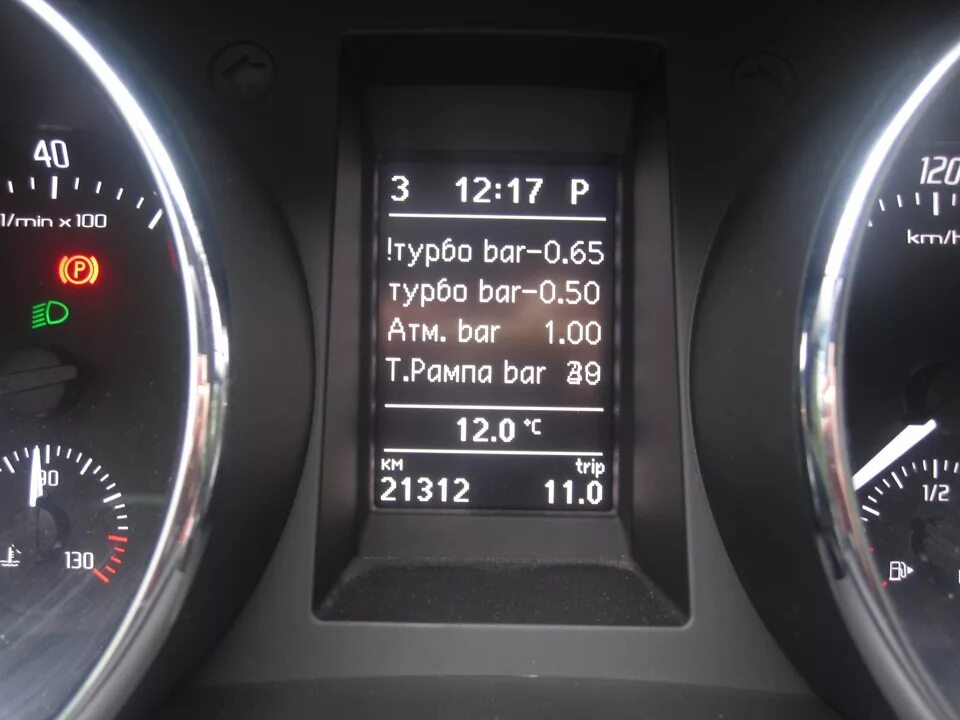 40
1/min x 100
P
90
130
3 12:17 P
!турбо bar-0.65
турбо bar-0.50
Атм. bar 1.00
Т.Рампа bar
12.0 °C
км trip
21312 11.0
120
km/h
1/2